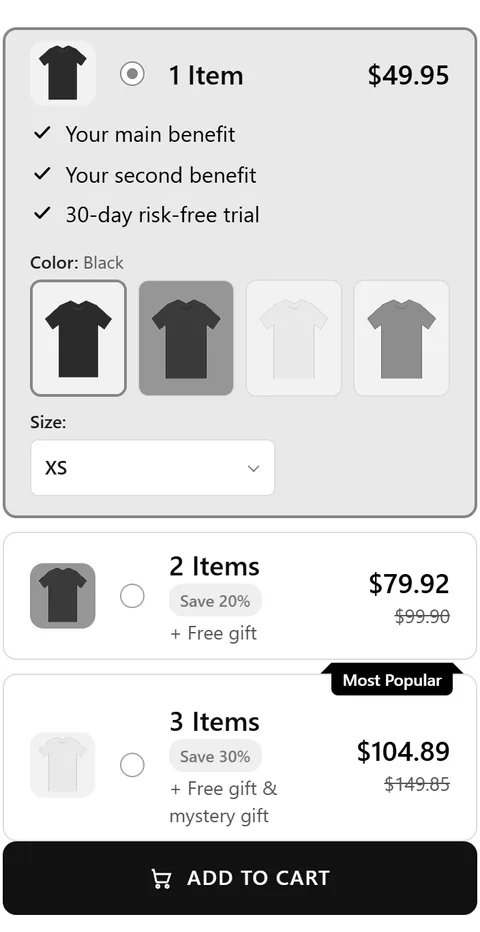 1 Item $49.95
Your main benefit
Your second benefit
30-day risk-free trial
Color: Black
Size:
XS
2 Items
Save 20%
+ Free gift
$79.92
$99.90
Most Popular
3 Items
Save 30%
+ Free gift &
mystery gift
$104.89
$149.85
ADD TO CART